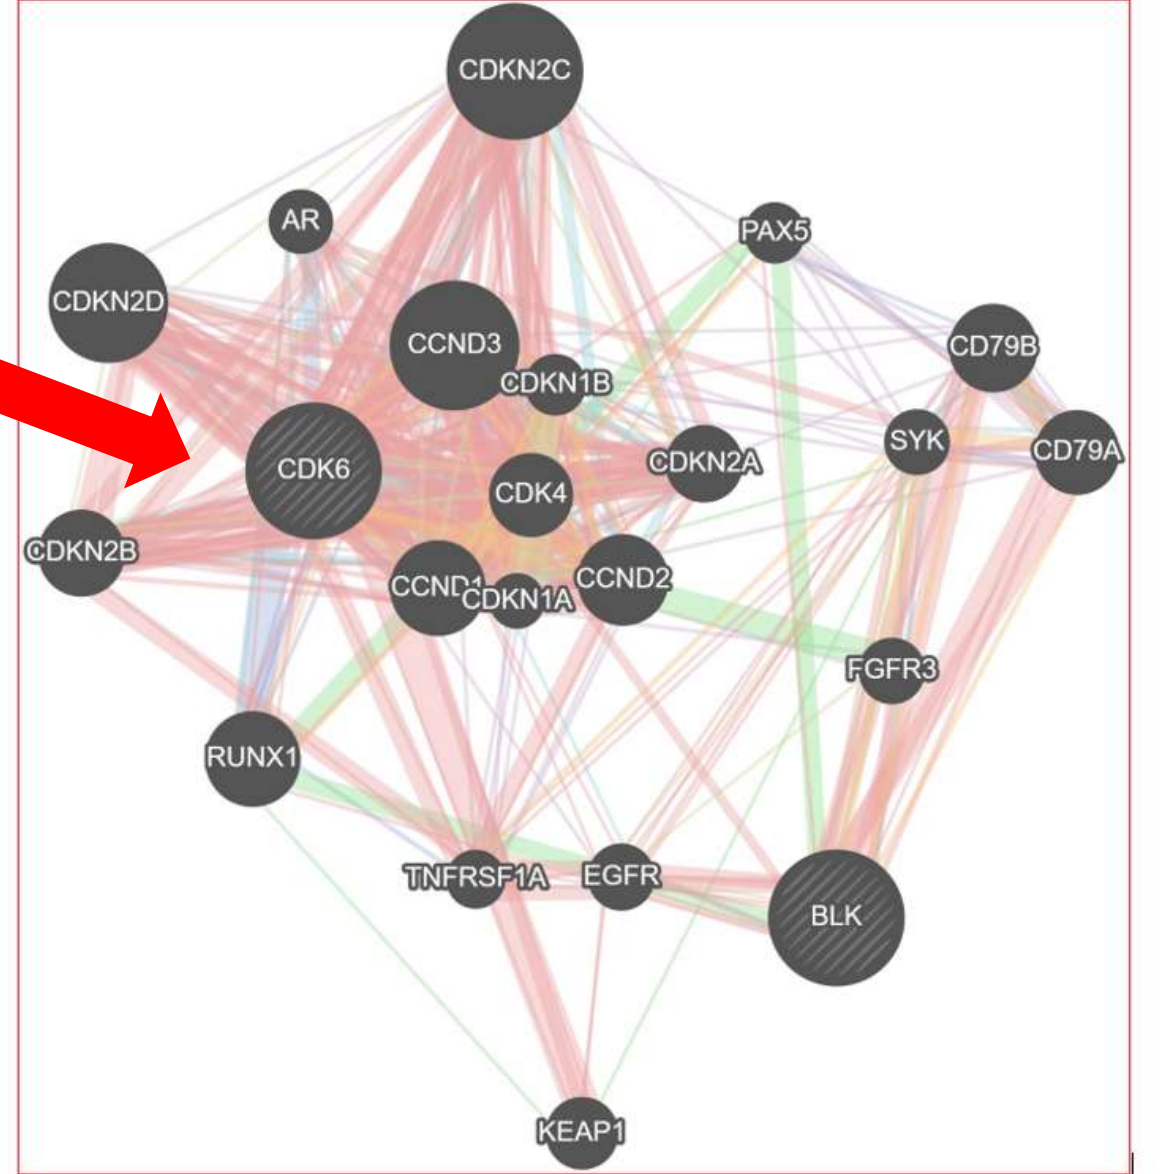 CDKN2C
AR
PAX5
CDKN2D
CCND3
CD79B
CDKN1B
SYK
CD79A
CDKN2A
CDK6
CDK4
CDKN2B
CCND2
CCND1
CDKN1A
FGFR3
RUNX1
TNFRSF1A
EGFR
BLK
KEAP1